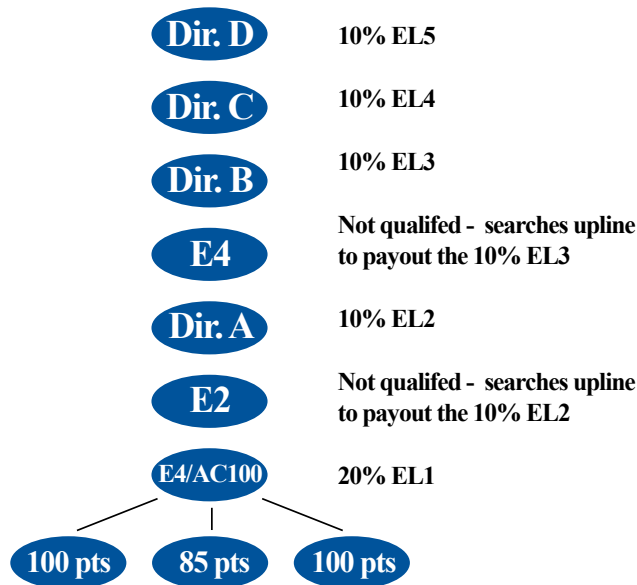 Dir. D
10% EL5
Dir. C
10% EL4
Dir. B
10% EL3
E4
Not qualifed - searches upline
to payout the 10% EL3
Dir. A
10% EL2
E2
Not qualifed - searches upline
to payout the 10% EL2
E4/AC100
20% EL1
100 pts
85 pts
100 pts